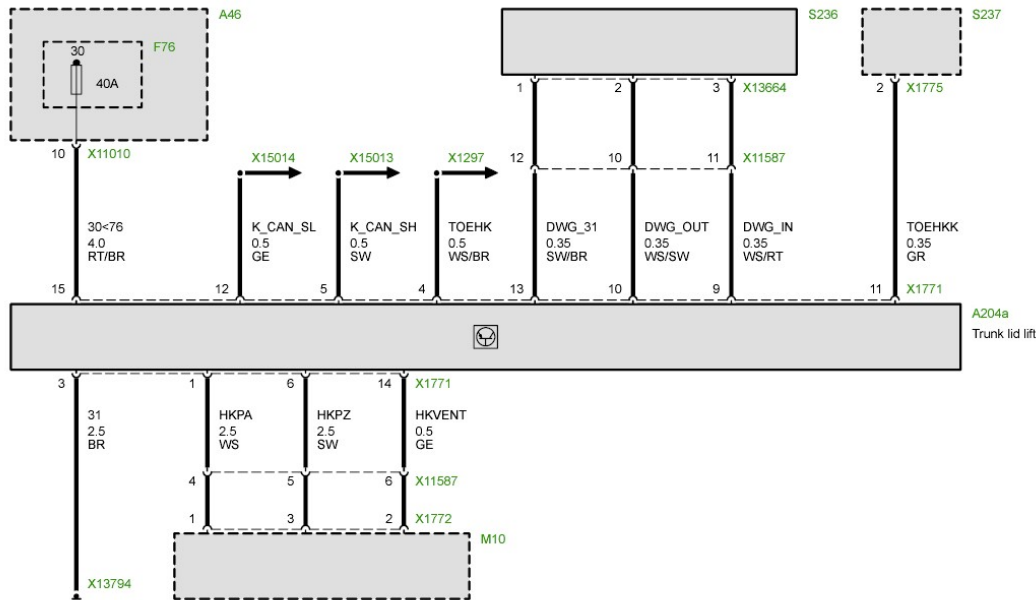 A46
S236
S237
F76
30
40A
1
2
3
X13664
2
X1775
10
X11010
X15014
X15013
X1297
12
10
11
X11587
30<76
4.0
RT/BR
K_CAN_SL
0.5
GE
K_CAN_SH
0.5
SW
TOEHK
0.5
WS/BR
DWG_31
0.35
SW/BR
DWG_OUT
0.35
WS/SW
DWG_IN
0.35
WS/RT
TOEHKK
0.35
GR
15
12
5
4
13
10
9
11
X1771
A204a
Trunk lid lift
3
1
6
14
X1771
31
2.5
BR
HKPA
2.5
WS
HKPZ
2.5
SW
HKVENT
0.5
GE
4
5
6
X11587
1
3
2
X1772
M10
X13794